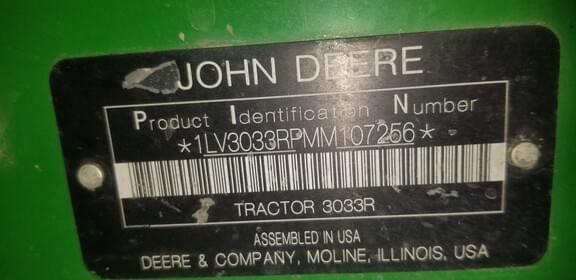 JOHN DEERE
Product Identification Number
*1LV3033RPMM107256*
TRACTOR 3033R
ASSEMBLED IN USA
DEERE & COMPANY, MOLINE, ILLINOIS, USA